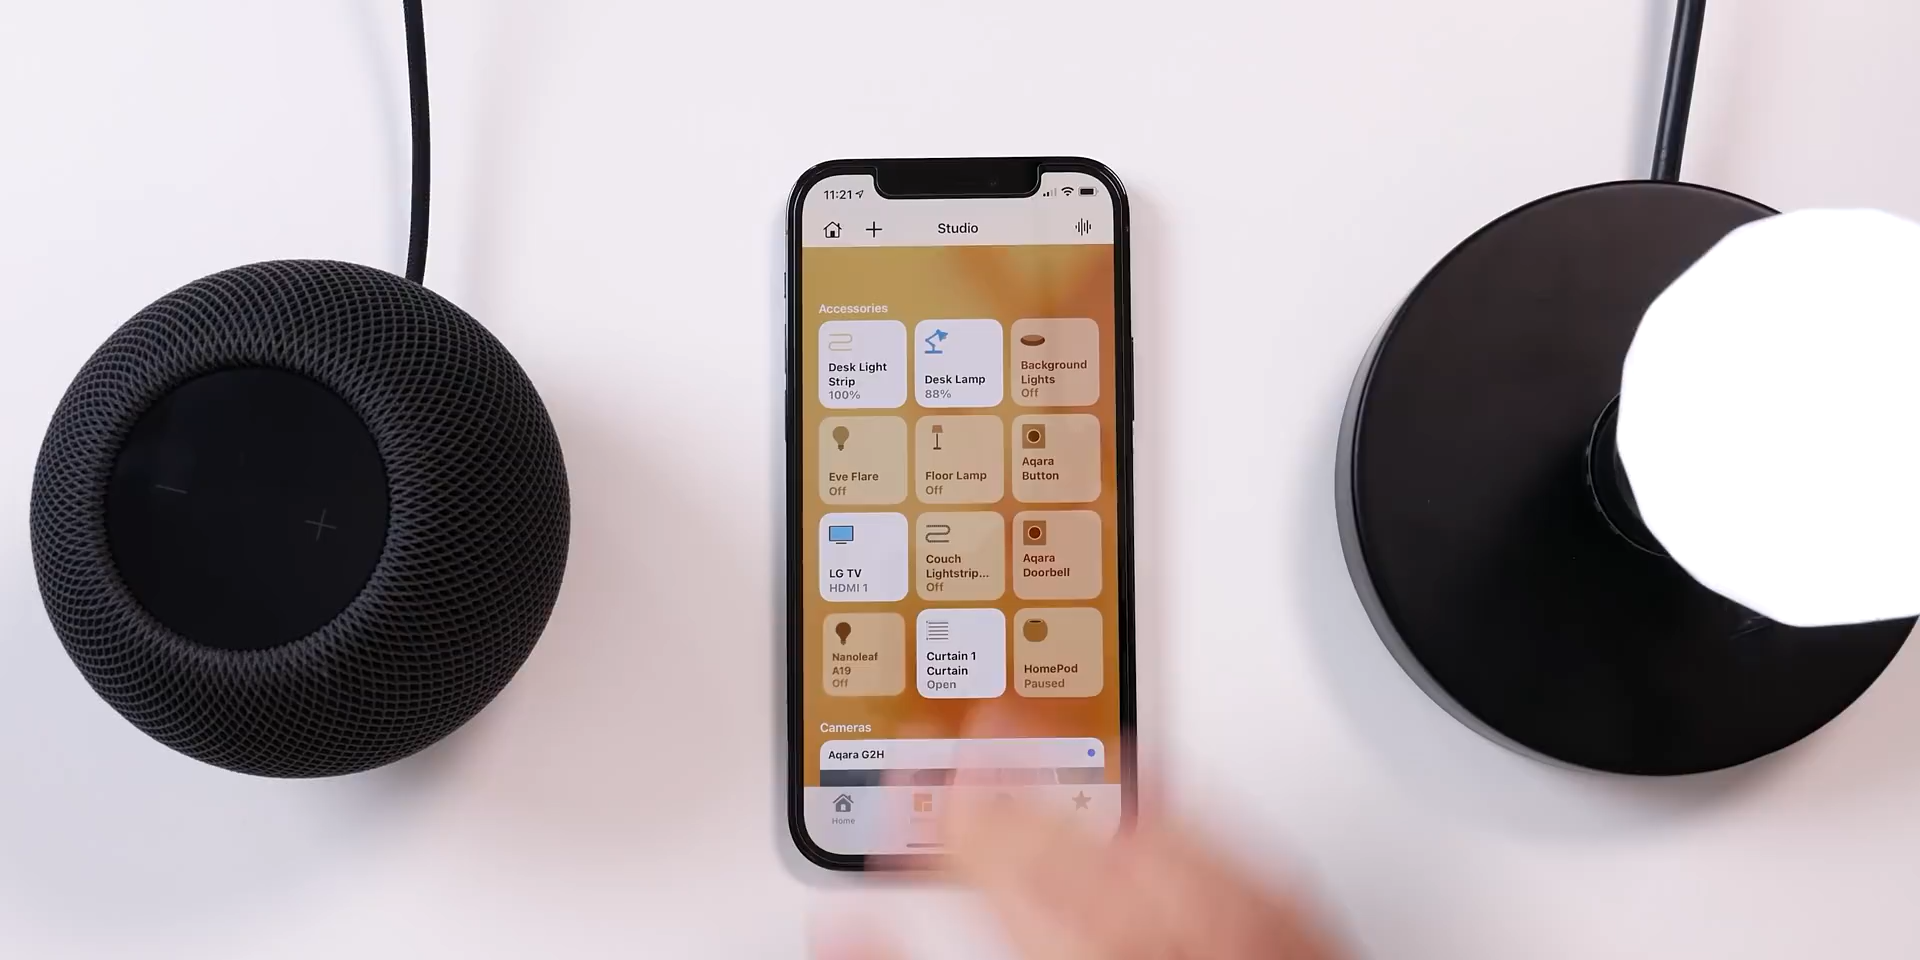 11:21
Studio
Accessories
Desk Light
Strip
100%
Desk Lamp
88%
Background
Lights
Off
Eve Flare
Off
Floor Lamp
Off
Aqara
Button
LG TV
HDMI 1
Couch
Lightstrip...
Off
Aqara
Doorbell
Nanoleaf
A19
Off
Curtain 1
Curtain
Open
HomePod
Paused
Cameras
Aqara G2H
Home